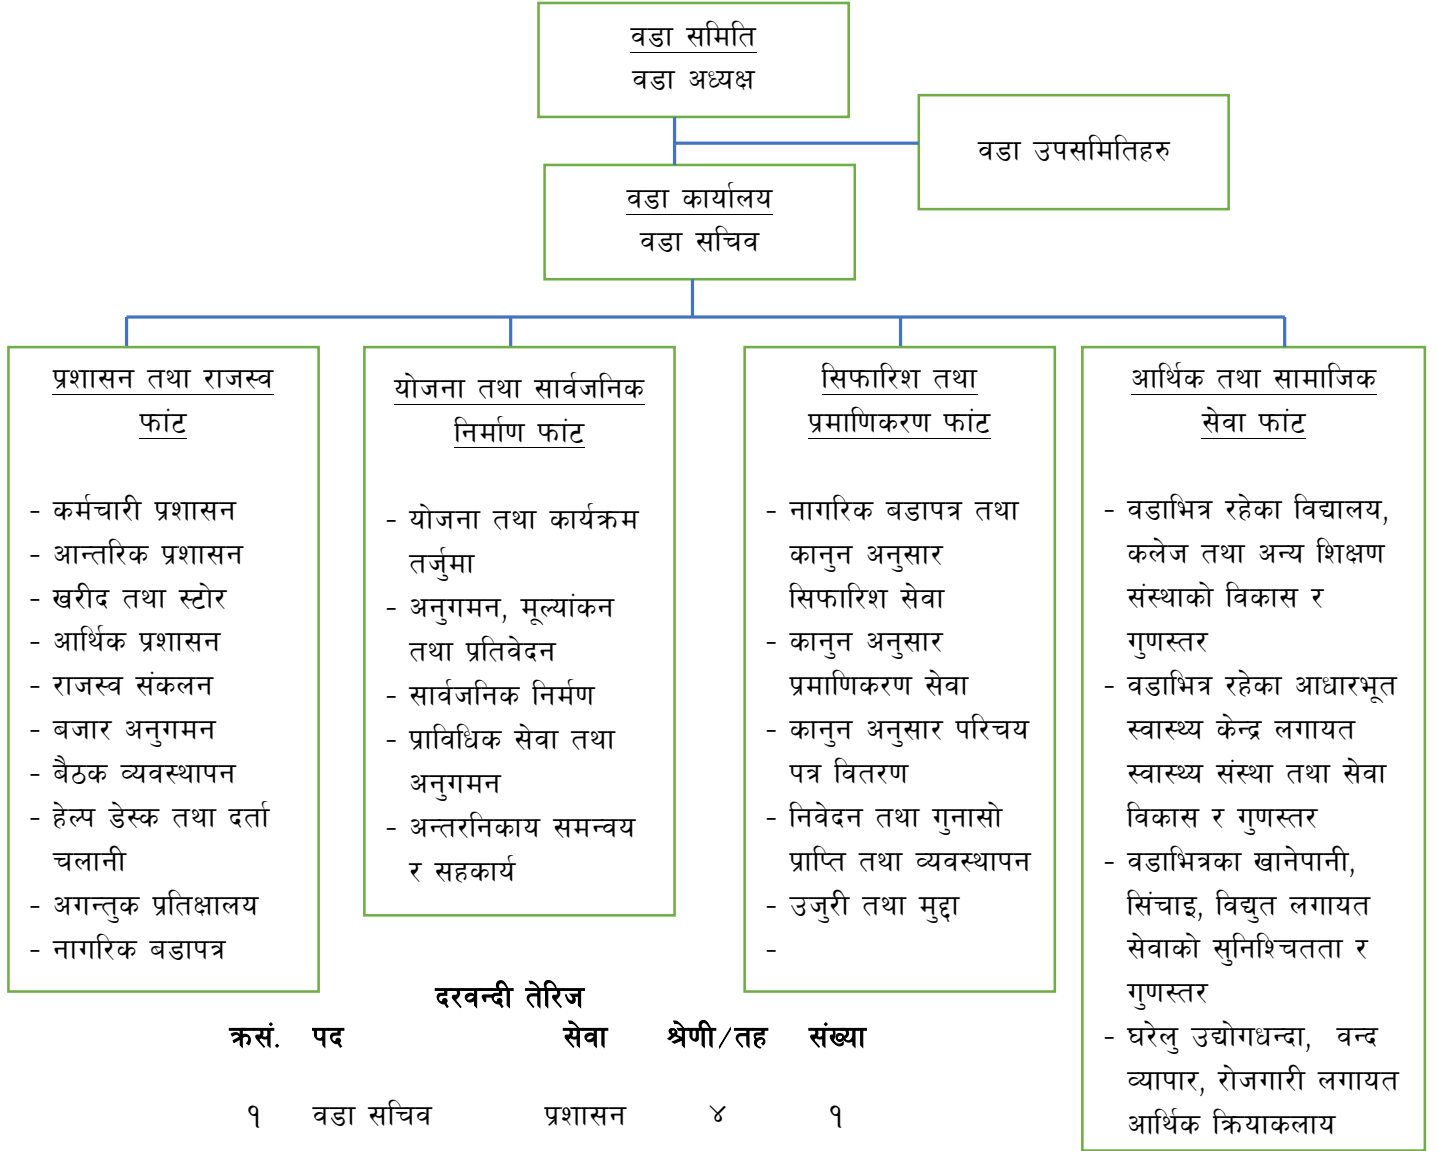 वडा समिति
वडा अध्यक्ष
वडा उपसमितिहरु
वडा कार्यालय
वडा सचिव
प्रशासन तथा राजस्व
फांट
- कर्मचारी प्रशासन
- आन्तरिक प्रशासन
- खरीद तथा स्टोर
- आर्थिक प्रशासन
- राजस्व संकलन
- बजार अनुगमन
- बैठक व्यवस्थापन
- हेल्प डेस्क तथा दर्ता
चलानी
- अगन्तुक प्रतिक्षालय
- नागरिक बडापत्र
योजना तथा सार्वजनिक
निर्माण फांट
- योजना तथा कार्यक्रम
तर्जुमा
- अनुगमन, मूल्यांकन
तथा प्रतिवेदन
- सार्वजनिक निर्मण
- प्राविधिक सेवा तथा
अनुगमन
- अन्तरनिकाय समन्वय
र सहकार्य
सिफारिश तथा
प्रमाणिकरण फांट
- नागरिक बडापत्र तथा
कानुन अनुसार
सिफारिश सेवा
- कानुन अनुसार
प्रमाणिकरण सेवा
- कानुन अनुसार परिचय
पत्र वितरण
- निवेदन तथा गुनासो
प्राप्ति तथा व्यवस्थापन
- उजुरी तथा मुद्दा
-
आर्थिक तथा सामाजिक
सेवा फांट
- वडाभित्र रहेका विद्यालय,
कलेज तथा अन्य शिक्षण
संस्थाको विकास र
गुणस्तर
- वडाभित्र रहेका आधारभूत
स्वास्थ्य केन्द्र लगायत
स्वास्थ्य संस्था तथा सेवा
विकास र गुणस्तर
- वडाभित्रका खानेपानी,
सिंचाइ, विद्युत लगायत
सेवाको सुनिश्चितता र
गुणस्तर
- घरेलु उद्योगधन्दा, वन्द
व्यापार, रोजगारी लगायत
आर्थिक क्रियाकलाय
दरवन्दी तेरिज
क्रसं. पद सेवा श्रेणी/तह संख्या
१ वडा सचिव प्रशासन ४ १